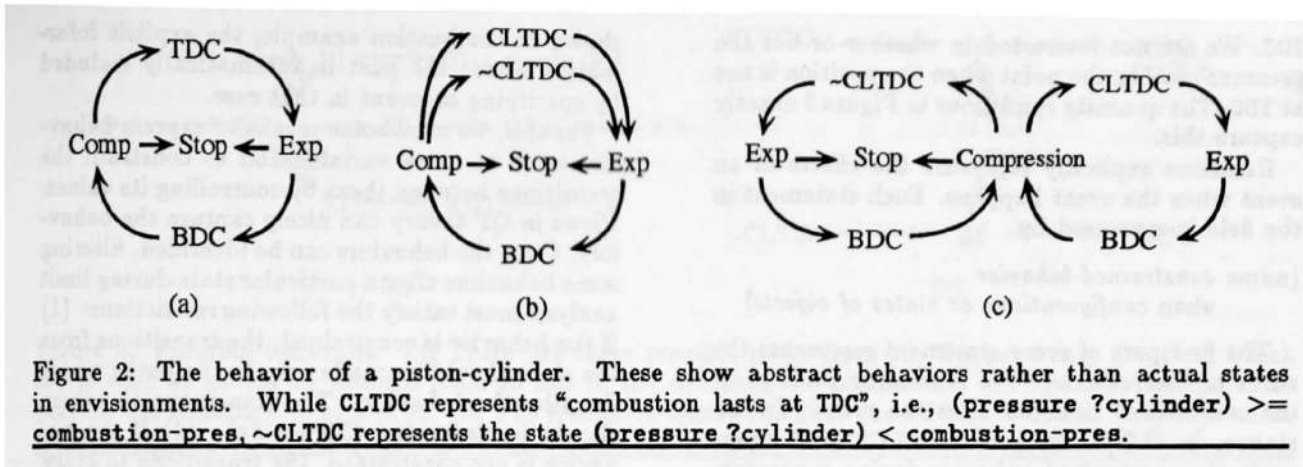 TDC
Comp Stop Exp
BDC
(a)
CLTDC
~CLTDC
Comp Stop Exp
BDC
(b)
~CLTDC CLTDC
Exp Stop Compression Exp
BDC BDC
(c)
Figure 2: The behavior of a piston-cylinder. These show abstract behaviors rather than actual states
in envisionments. While CLTDC represents “combustion lasts at TDC”, i.e., (pressure ?cylinder) >=
combustion-pres, ~CLTDC represents the state (pressure ?cylinder) < combustion-pres.